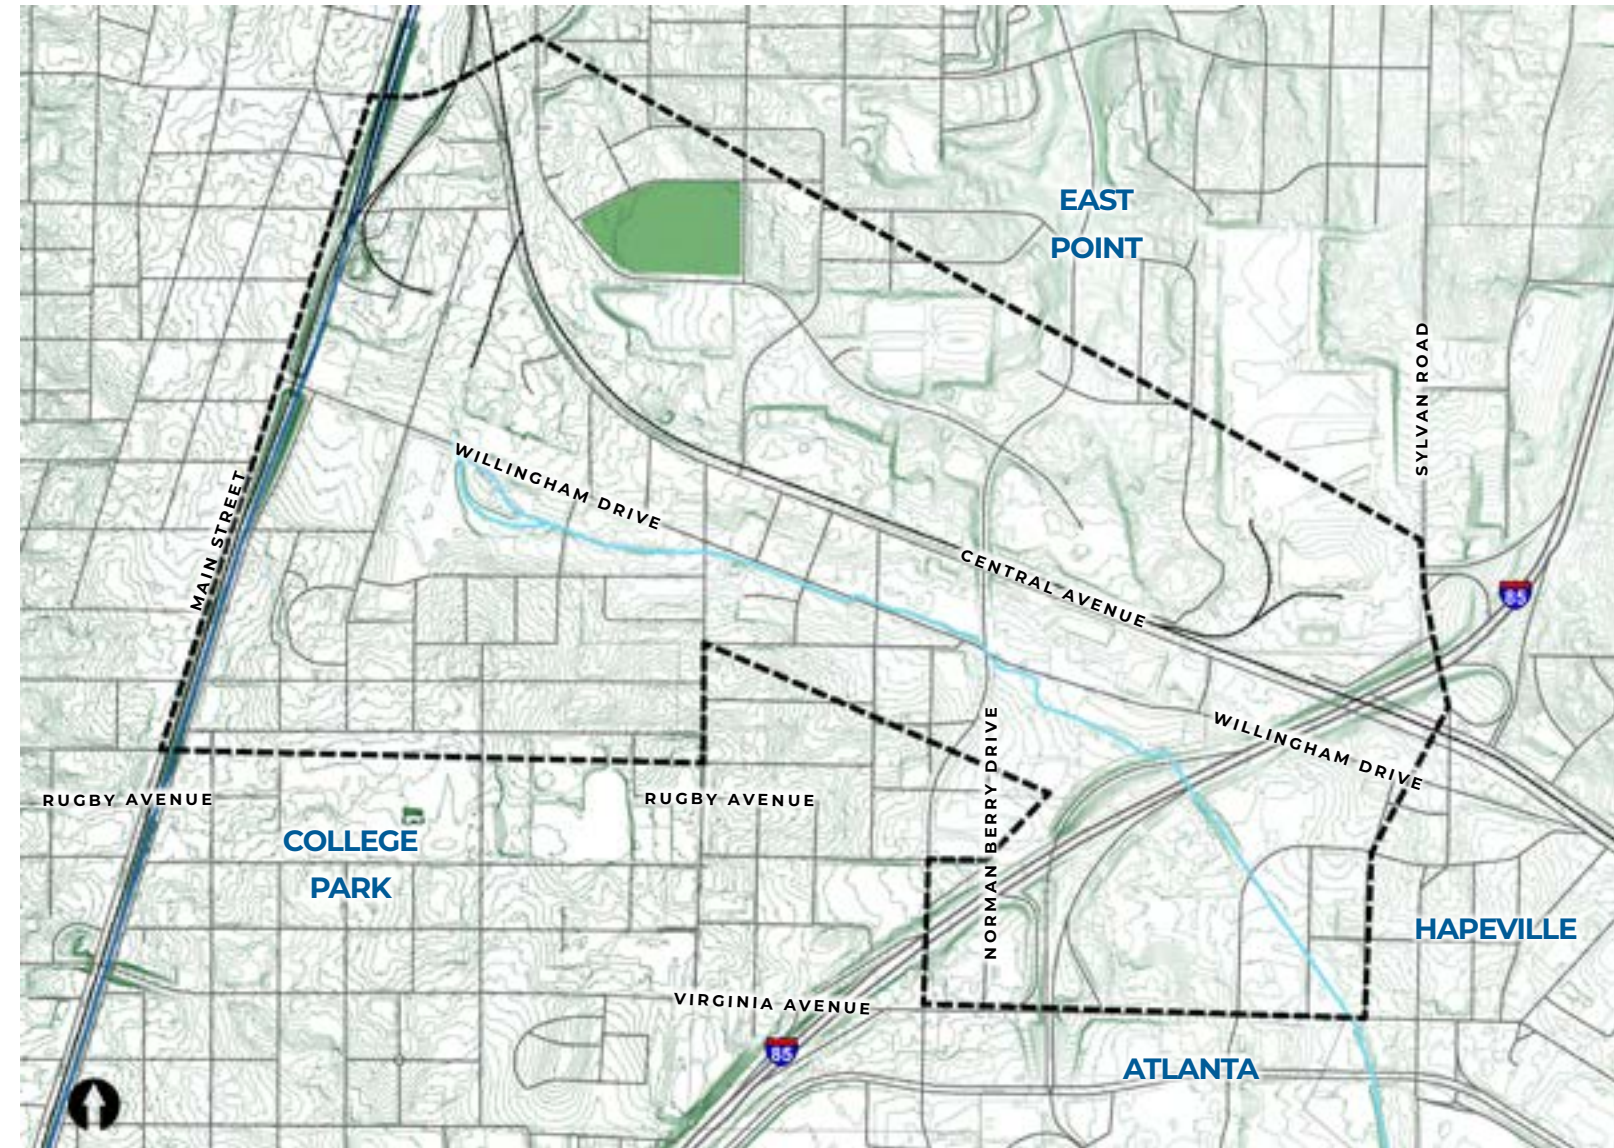 EAST
POINT
SYLVAN ROAD
WILLINGHAM DRIVE
MAIN STREET
CENTRAL AVENUE
85
WILLINGHAM DRIVE
NORMAN BERRY DRIVE
RUGBY AVENUE
RUGBY AVENUE
COLLEGE
PARK
HAPEVILLE
VIRGINIA AVENUE
85
ATLANTA